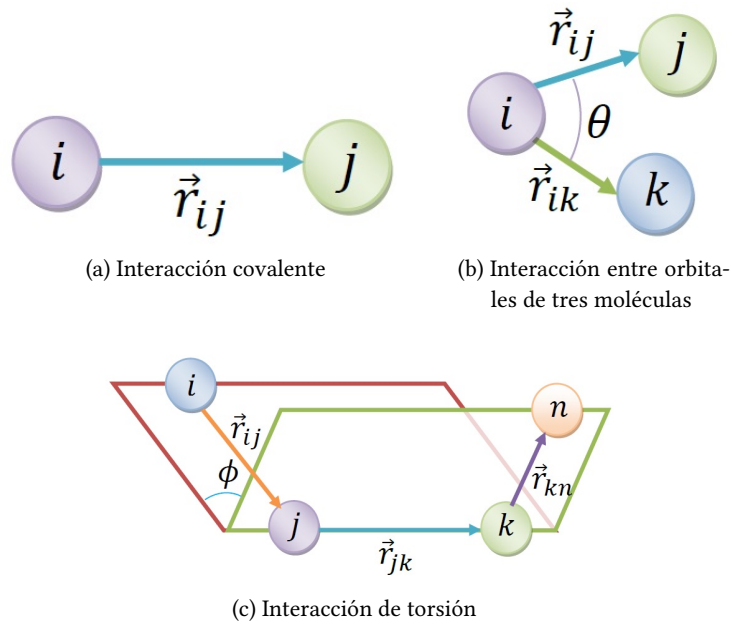 i
j
r⃗ij
(a) Interacción covalente
r⃗ij
j
i
θ
r⃗ik
k
(b) Interacción entre orbita-
les de tres moléculas
i
n
r⃗ij
ϕ
r⃗kn
j
k
r⃗jk
(c) Interacción de torsión